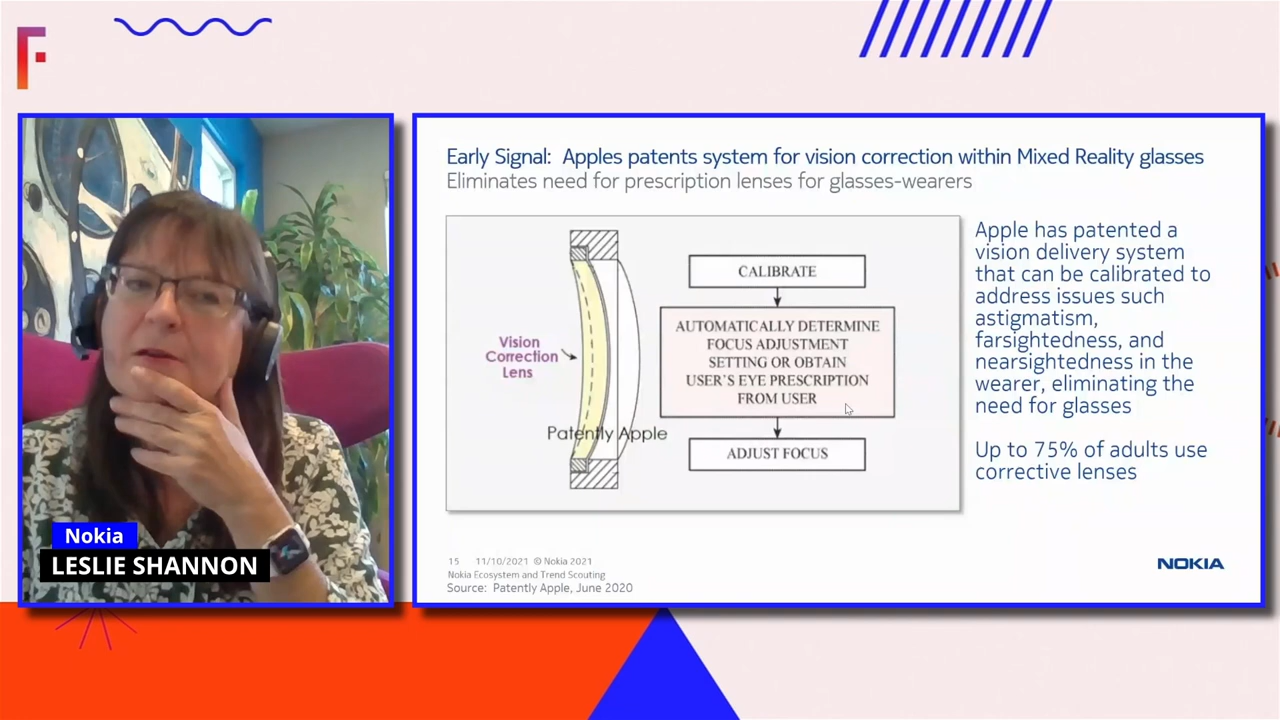 F
Nokia
LESLIE SHANNON
Early Signal: Apples patents system for vision correction within Mixed Reality glasses
Eliminates need for prescription lenses for glasses-wearers
Vision
Correction
Lens
Patently Apple
CALIBRATE
AUTOMATICALLY DETERMINE
FOCUS ADJUSTMENT
SETTING OR OBTAIN
USER'S EYE PRESCRIPTION
FROM USER
ADJUST FOCUS
Apple has patented a
vision delivery system
that can be calibrated to
address issues such
astigmatism,
farsightedness, and
nearsightedness in the
wearer, eliminating the
need for glasses
Up to 75% of adults use
corrective lenses
15 11/10/2021 © Nokia 2021
Nokia Ecosystem and Trend Scouting
Source: Patently Apple, June 2020
NOKIA